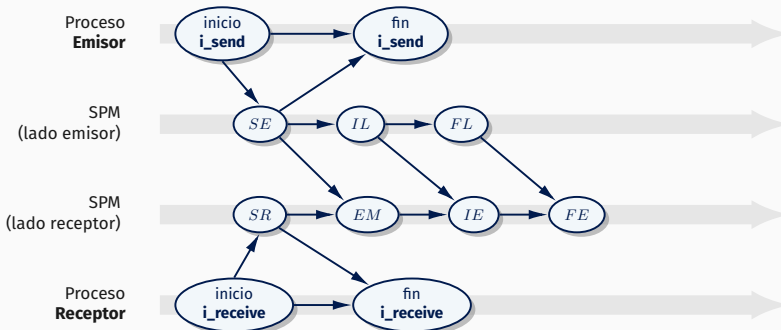 Proceso
Emisor
inicio
i_send
fin
i_send
SPM
(lado emisor)
SE
IL
FL
SPM
(lado receptor)
SR
EM
IE
FE
Proceso
Receptor
inicio
i_receive
fin
i_receive